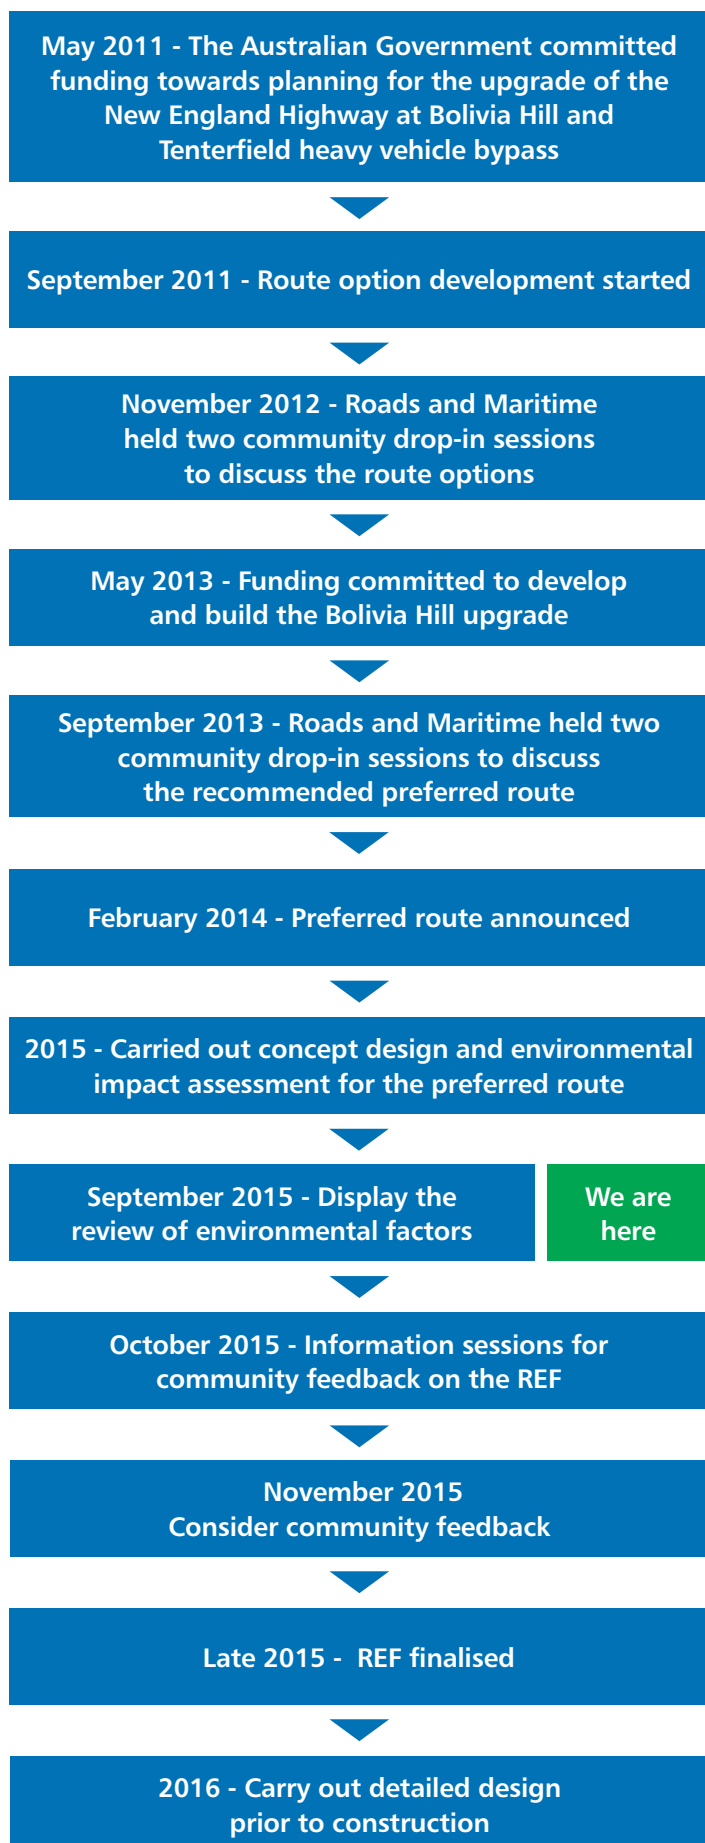 May 2011 - The Australian Government committed
funding towards planning for the upgrade of the
New England Highway at Bolivia Hill and
Tenterfield heavy vehicle bypass
September 2011 - Route option development started
November 2012 - Roads and Maritime
held two community drop-in sessions
to discuss the route options
May 2013 - Funding committed to develop
and build the Bolivia Hill upgrade
September 2013 - Roads and Maritime held two
community drop-in sessions to discuss
the recommended preferred route
February 2014 - Preferred route announced
2015 - Carried out concept design and environmental
impact assessment for the preferred route
September 2015 - Display the
review of environmental factors
We are
here
October 2015 - Information sessions for
community feedback on the REF
November 2015
Consider community feedback
Late 2015 -  REF finalised
2016 - Carry out detailed design
prior to construction